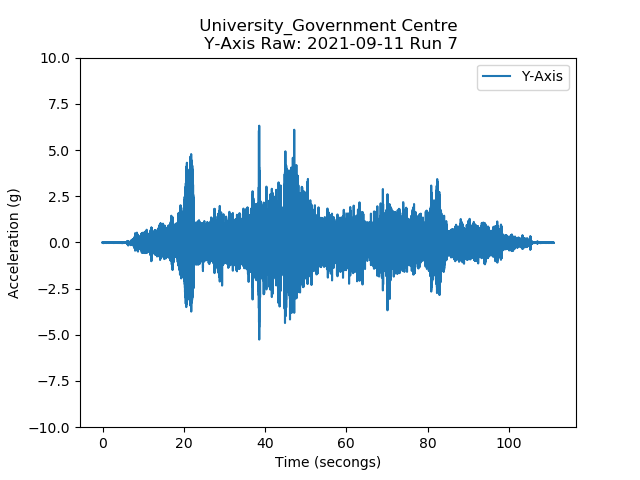 University_Government Centre
Y-Axis Raw: 2021-09-11 Run 7
10.0
7.5
5.0
2.5
0.0
−2.5
−5.0
−7.5
−10.0
Acceleration (g)
Y-Axis
0 20 40 60 80 100
Time (secongs)